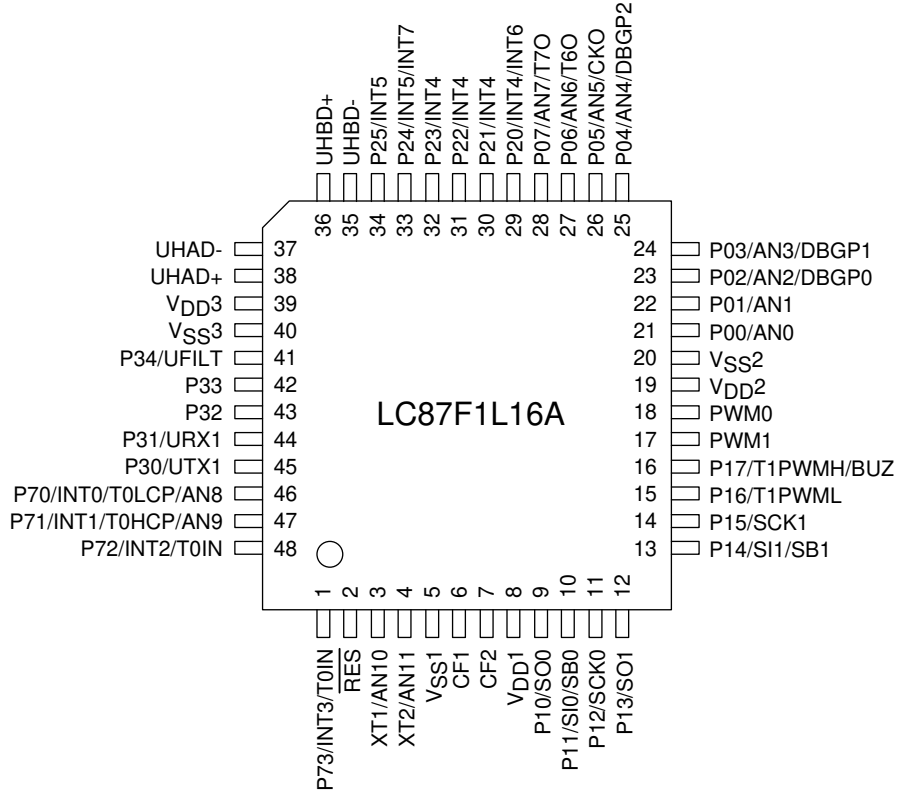 UHBD+
UHBD-
P25/INT5
P24/INT5/INT7
P23/INT4
P22/INT4
P21/INT4
P20/INT4/INT6
P07/AN7/T7O
P06/AN6/T6O
P05/AN5/CKO
P04/AN4/DBGP2
36
35
34
33
32
31
30
29
28
27
26
25
UHAD- 37
UHAD+ 38
VDD3 39
VSS3 40
P34/UFILT 41
P33 42
P32 43
P31/URX1 44
P30/UTX1 45
P70/INT0/T0LCP/AN8 46
P71/INT1/T0HCP/AN9 47
P72/INT2/T0IN 48
LC87F1L16A
24 P03/AN3/DBGP1
23 P02/AN2/DBGP0
22 P01/AN1
21 P00/AN0
20 VSS2
19 VDD2
18 PWM0
17 PWM1
16 P17/T1PWMH/BUZ
15 P16/T1PWML
14 P15/SCK1
13 P14/SI1/SB1
1
2
3
4
5
6
7
8
9
10
11
12
P73/INT3/T0IN
RES
XT1/AN10
XT2/AN11
VSS1
CF1
CF2
VDD1
P10/SO0
P11/SI0/SB0
P12/SCK0
P13/SO1